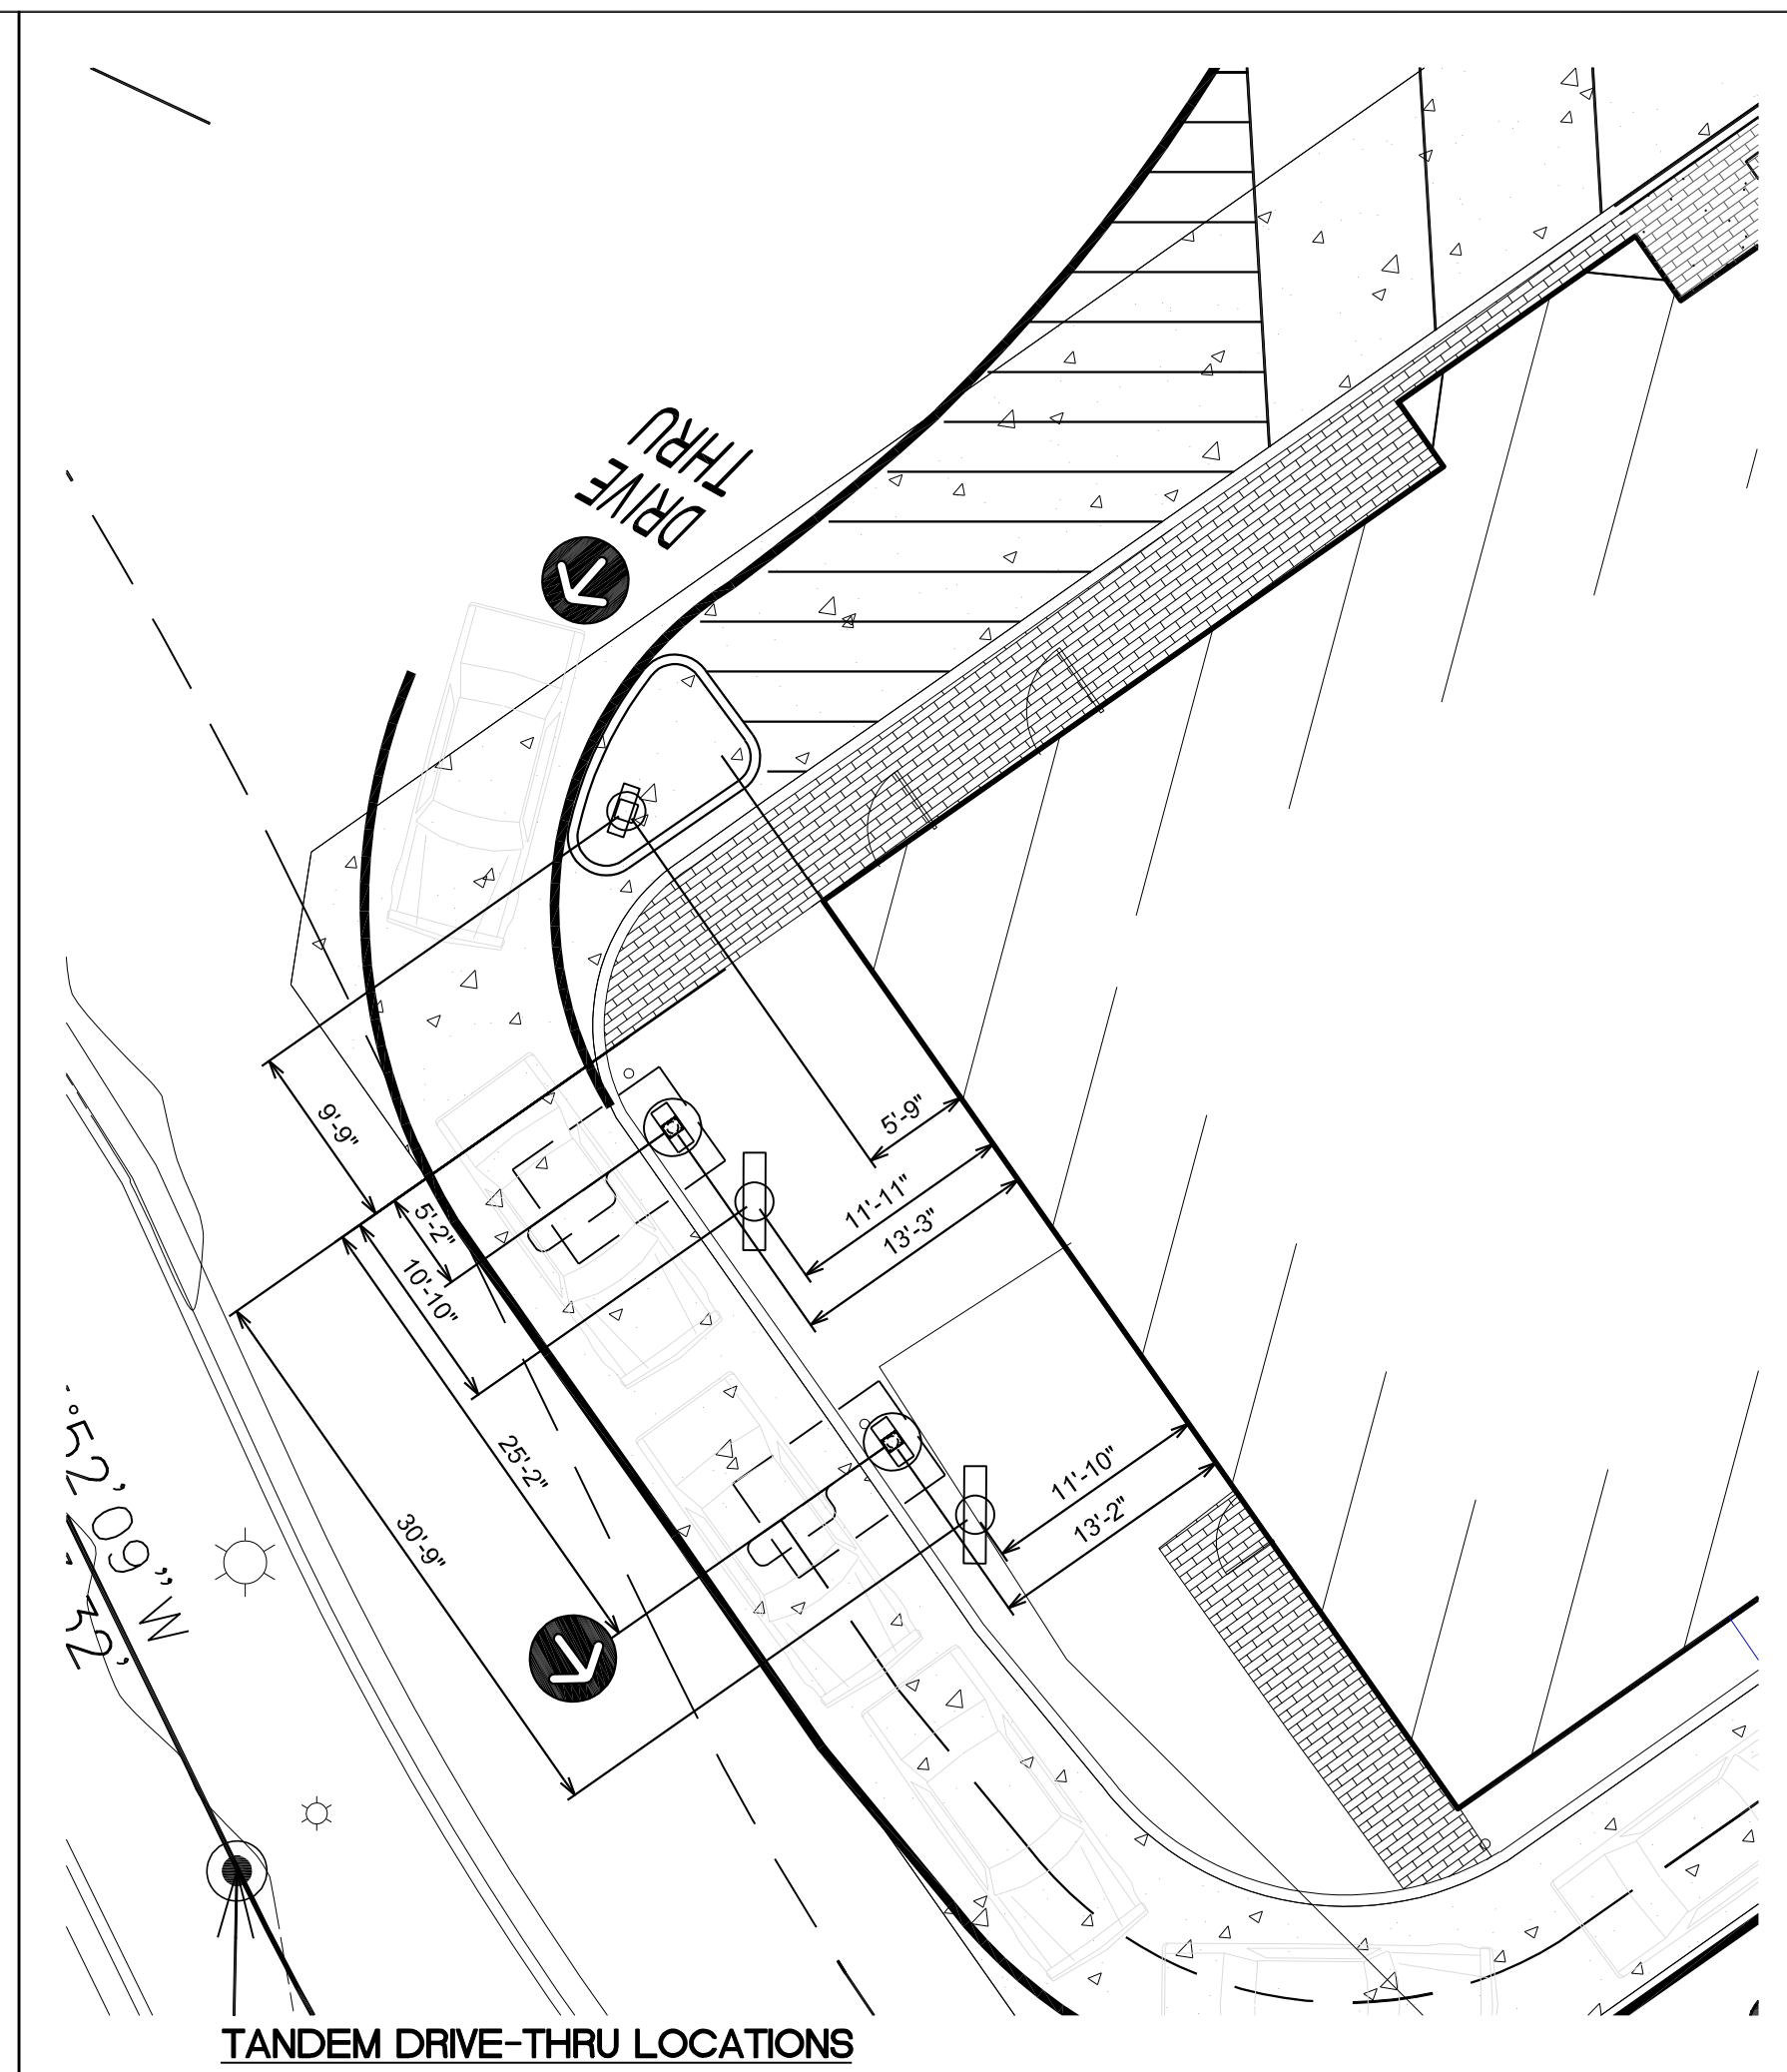 DRIVE
THRU
9'-9"
5'-2"
10'-10"
25'-2"
30'-9"
5'-9"
11'-11"
13'-3"
11'-10"
13'-2"
°52'09"W
32'
TANDEM DRIVE-THRU LOCATIONS